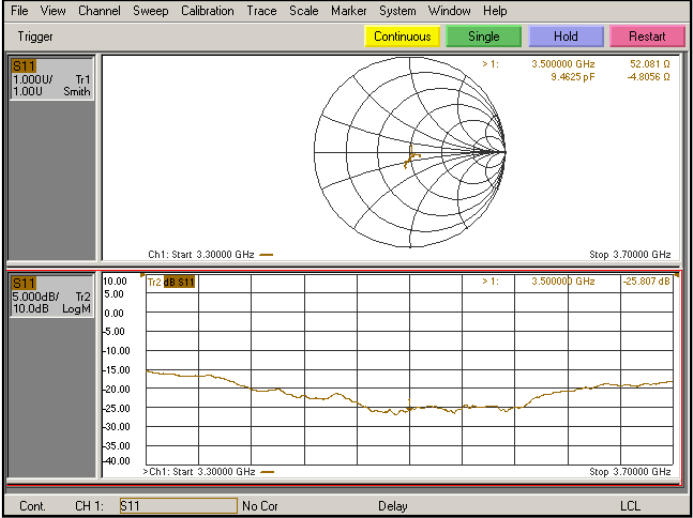 File View Channel Sweep Calibration Trace Scale Marker System Window Help
Trigger Continuous Single Hold Restart
S11
1.000U/ Tr1
1.00U Smith
> 1: 3.500000 GHz 52.081 Ω
9.4625 pF -4.8056 Ω
Ch1: Start 3.30000 GHz Stop 3.70000 GHz
S11
5.000dB/ Tr2
10.0dB LogM
Tr2 dB S11 > 1: 3.500000 GHz -25.807 dB
10.00
5.00
0.00
-5.00
-10.00
-15.00
-20.00
-25.00
-30.00
-35.00
-40.00
>Ch1: Start 3.30000 GHz Stop 3.70000 GHz
Cont. CH 1: S11 No Cor Delay LCL